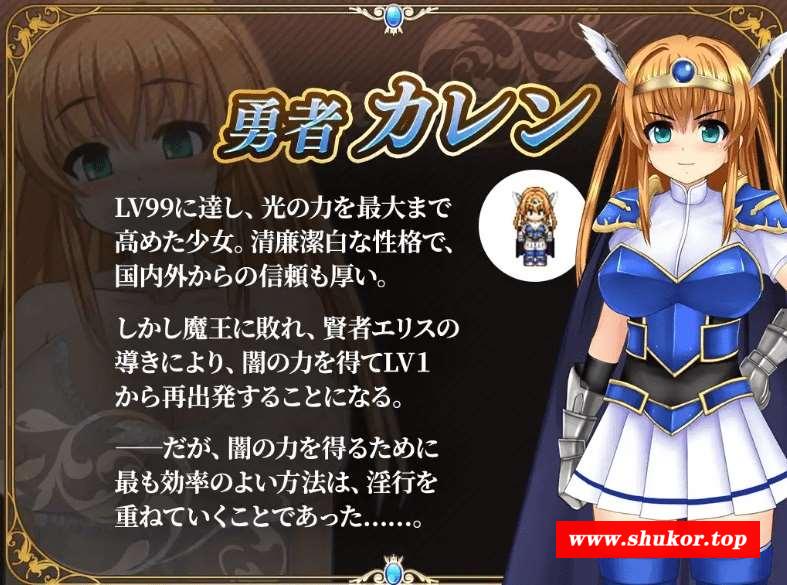 勇者 カレン
LV99に達し、光の力を最大まで
高めた少女。清廉潔白な性格で、
国内外からの信頼も厚い。
しかし魔王に敗れ、賢者エリスの
導きにより、闇の力を得てLV1
から再出発することになる。
――だが、闇の力を得るために
最も効率のよい方法は、淫行を
重ねていくことであった……。
www.shukor.top